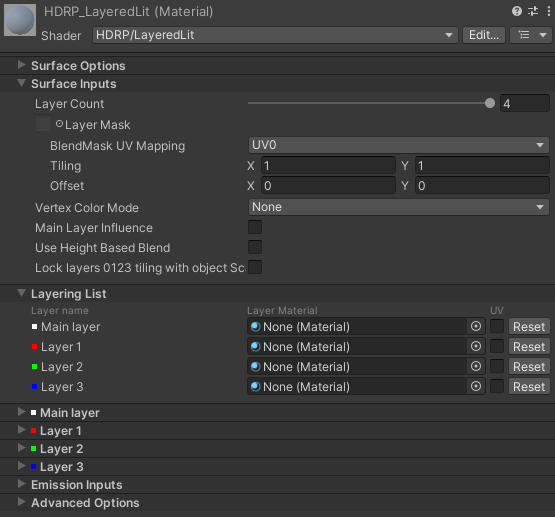 HDRP_LayeredLit (Material)
Shader HDRP/LayeredLit Edit...
Surface Options
Surface Inputs
Layer Count 4
Layer Mask
BlendMask UV Mapping UV0
Tiling X 1 Y 1
Offset X 0 Y 0
Vertex Color Mode None
Main Layer Influence
Use Height Based Blend
Lock layers 0123 tiling with object Sc
Layering List
Layer name Layer Material UV
Main layer None (Material) Reset
Layer 1 None (Material) Reset
Layer 2 None (Material) Reset
Layer 3 None (Material) Reset
Main layer
Layer 1
Layer 2
Layer 3
Emission Inputs
Advanced Options